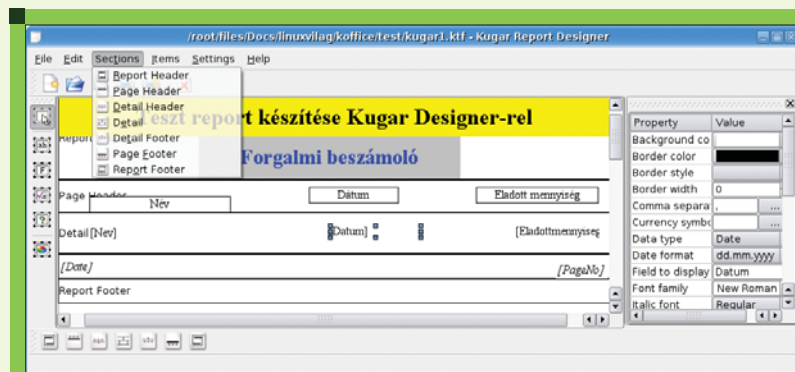 /root/files/Docs/linuxvilag/koffice/test/kugar1.ktf - Kugar Report Designer
File Edit Sections Items Settings Help
Report Header
Page Header
Detail Header
Detail
Detail Footer
Page Footer
Report Footer
Teszt report készítése Kugar Designer-rel
Report
Forgalmi beszámoló
Page Header
Név
Dátum
Eladott mennyiség
Detail [Nev]
[Datum]
[Eladottmennyiseg
[Date]
[PageNo]
Report Footer
Property Value
Background co
Border color
Border style
Border width 0
Comma separa , ...
Currency symbo ...
Data type Date
Date format dd.mm.yyyy
Field to display Datum
Font family New Roman
Italic font Regular